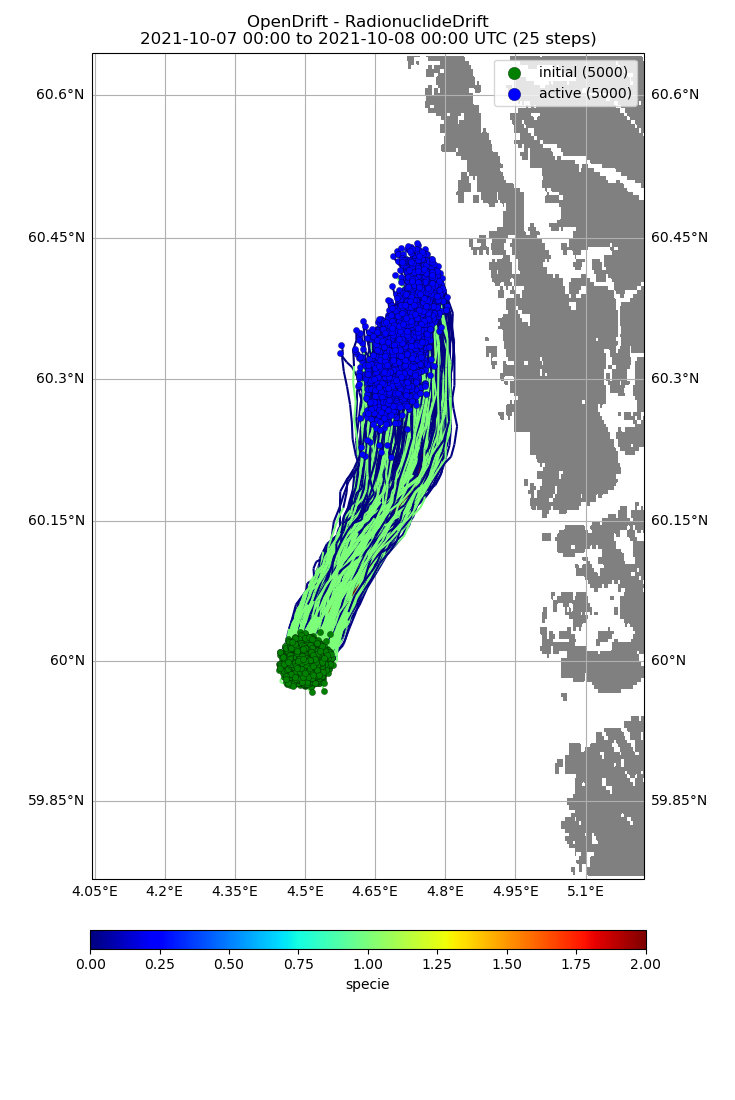 OpenDrift - RadionuclideDrift
2021-10-07 00:00 to 2021-10-08 00:00 UTC (25 steps)
initial (5000)
active (5000)
60.6°N 60.6°N
60.45°N 60.45°N
60.3°N 60.3°N
60.15°N 60.15°N
60°N 60°N
59.85°N 59.85°N
4.05°E 4.2°E 4.35°E 4.5°E 4.65°E 4.8°E 4.95°E 5.1°E
0.00 0.25 0.50 0.75 1.00 1.25 1.50 1.75 2.00
specie